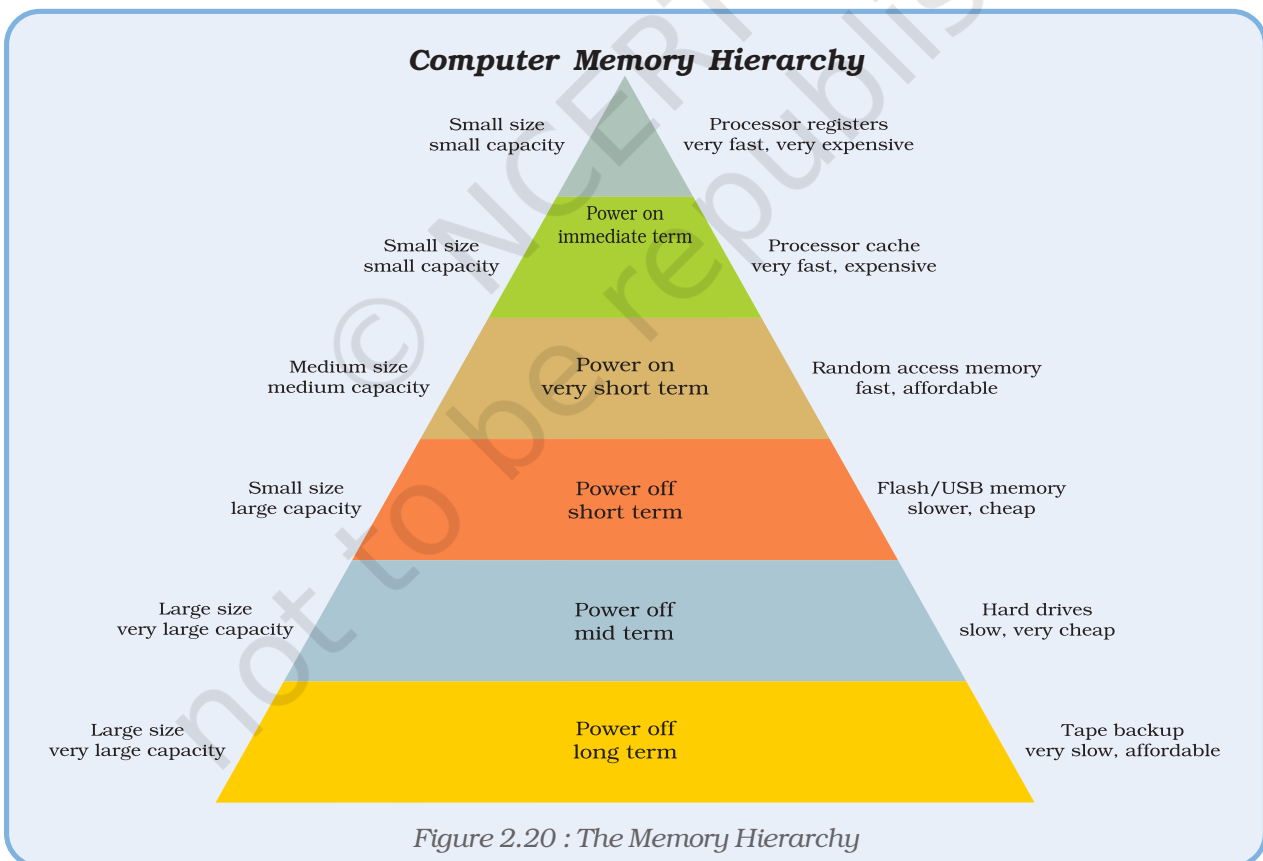 Computer Memory Hierarchy
Small size
small capacity
Processor registers
very fast, very expensive
Power on
immediate term
Small size
small capacity
Processor cache
very fast, expensive
Medium size
medium capacity
Power on
very short term
Random access memory
fast, affordable
Small size
large capacity
Power off
short term
Flash/USB memory
slower, cheap
Large size
very large capacity
Power off
mid term
Hard drives
slow, very cheap
Large size
very large capacity
Power off
long term
Tape backup
very slow, affordable
Figure 2.20 : The Memory Hierarchy
© NCERT
not to be republis